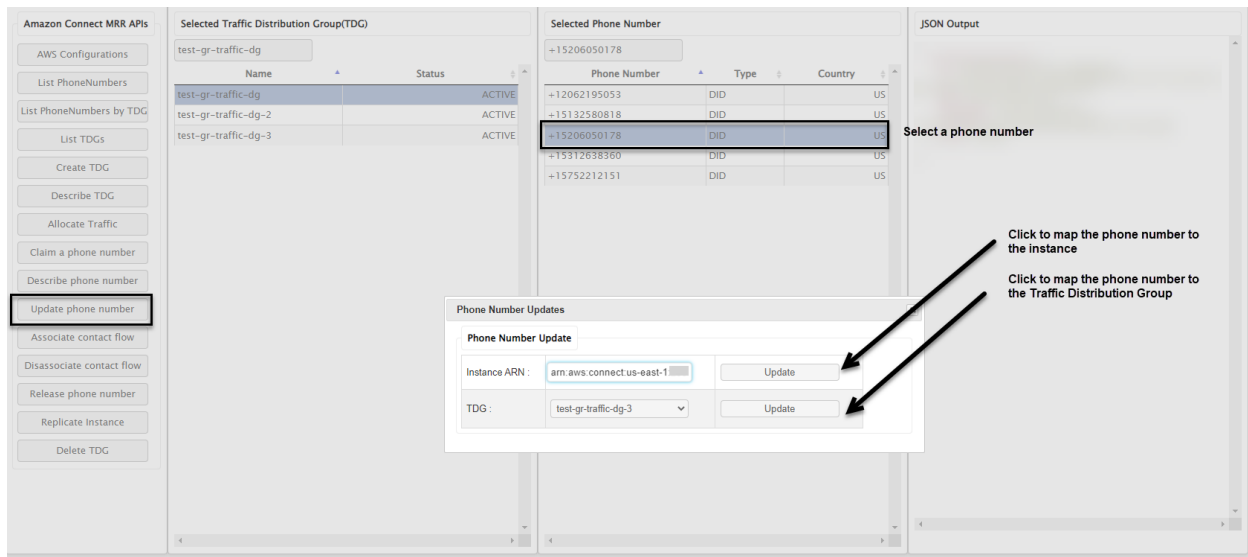 Amazon Connect MRR APIs
AWS Configurations
List PhoneNumbers
List PhoneNumbers by TDG
List TDGs
Create TDG
Describe TDG
Allocate Traffic
Claim a phone number
Describe phone number
Update phone number
Associate contact flow
Disassociate contact flow
Release phone number
Replicate Instance
Delete TDG
Selected Traffic Distribution Group(TDG)
test-gr-traffic-dg
Name Status
test-gr-traffic-dg ACTIVE
test-gr-traffic-dg-2 ACTIVE
test-gr-traffic-dg-3 ACTIVE
Selected Phone Number
+15206050178
Phone Number Type Country
+12062195053 DID US
+15132580818 DID US
+15206050178 DID US
+15312638360 DID US
+15752212151 DID US
JSON Output
Select a phone number
Click to map the phone number to
the instance
Click to map the phone number to
the Traffic Distribution Group
Phone Number Updates
Phone Number Update
Instance ARN : arn:aws:connect:us-east-1: Update
TDG : test-gr-traffic-dg-3 Update